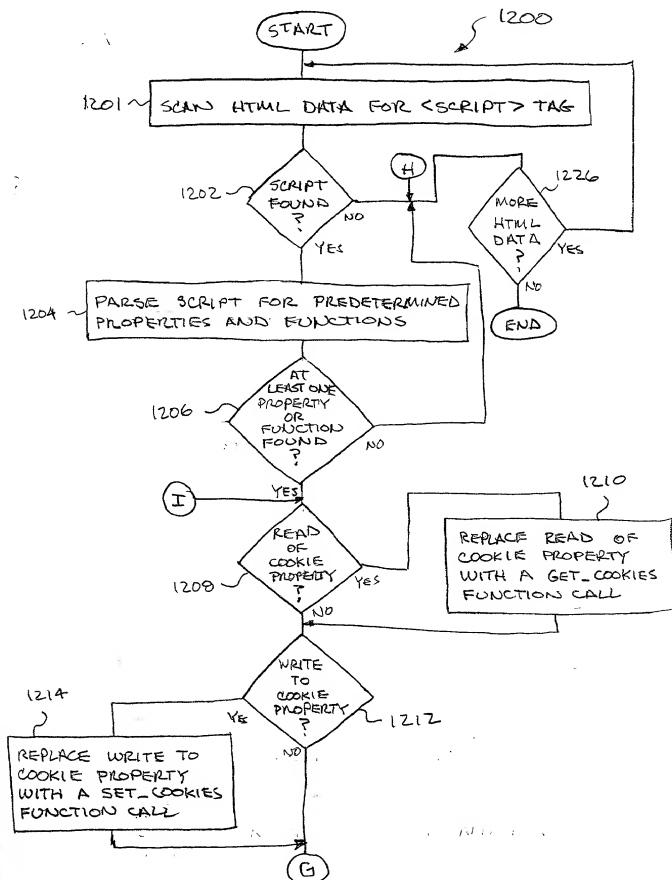 START
1200
1201
SCAN HTML DATA FOR <SCRIPT> TAG
1202
SCRIPT
FOUND
?
NO
YES
H
1226
MORE
HTML
DATA
?
YES
NO
END
1204
PARSE SCRIPT FOR PREDETERMINED
PROPERTIES AND FUNCTIONS
1206
AT
LEAST ONE
PROPERTY
OR
FUNCTION
FOUND
?
NO
YES
I
1208
READ
OF
COOKIE
PROPERTY
?
YES
NO
1210
REPLACE READ OF
COOKIE PROPERTY
WITH A GET_COOKIES
FUNCTION CALL
WRITE
TO
COOKIE
PROPERTY
?
1212
YES
NO
1214
REPLACE WRITE TO
COOKIE PROPERTY
WITH A SET_COOKIES
FUNCTION CALL
G